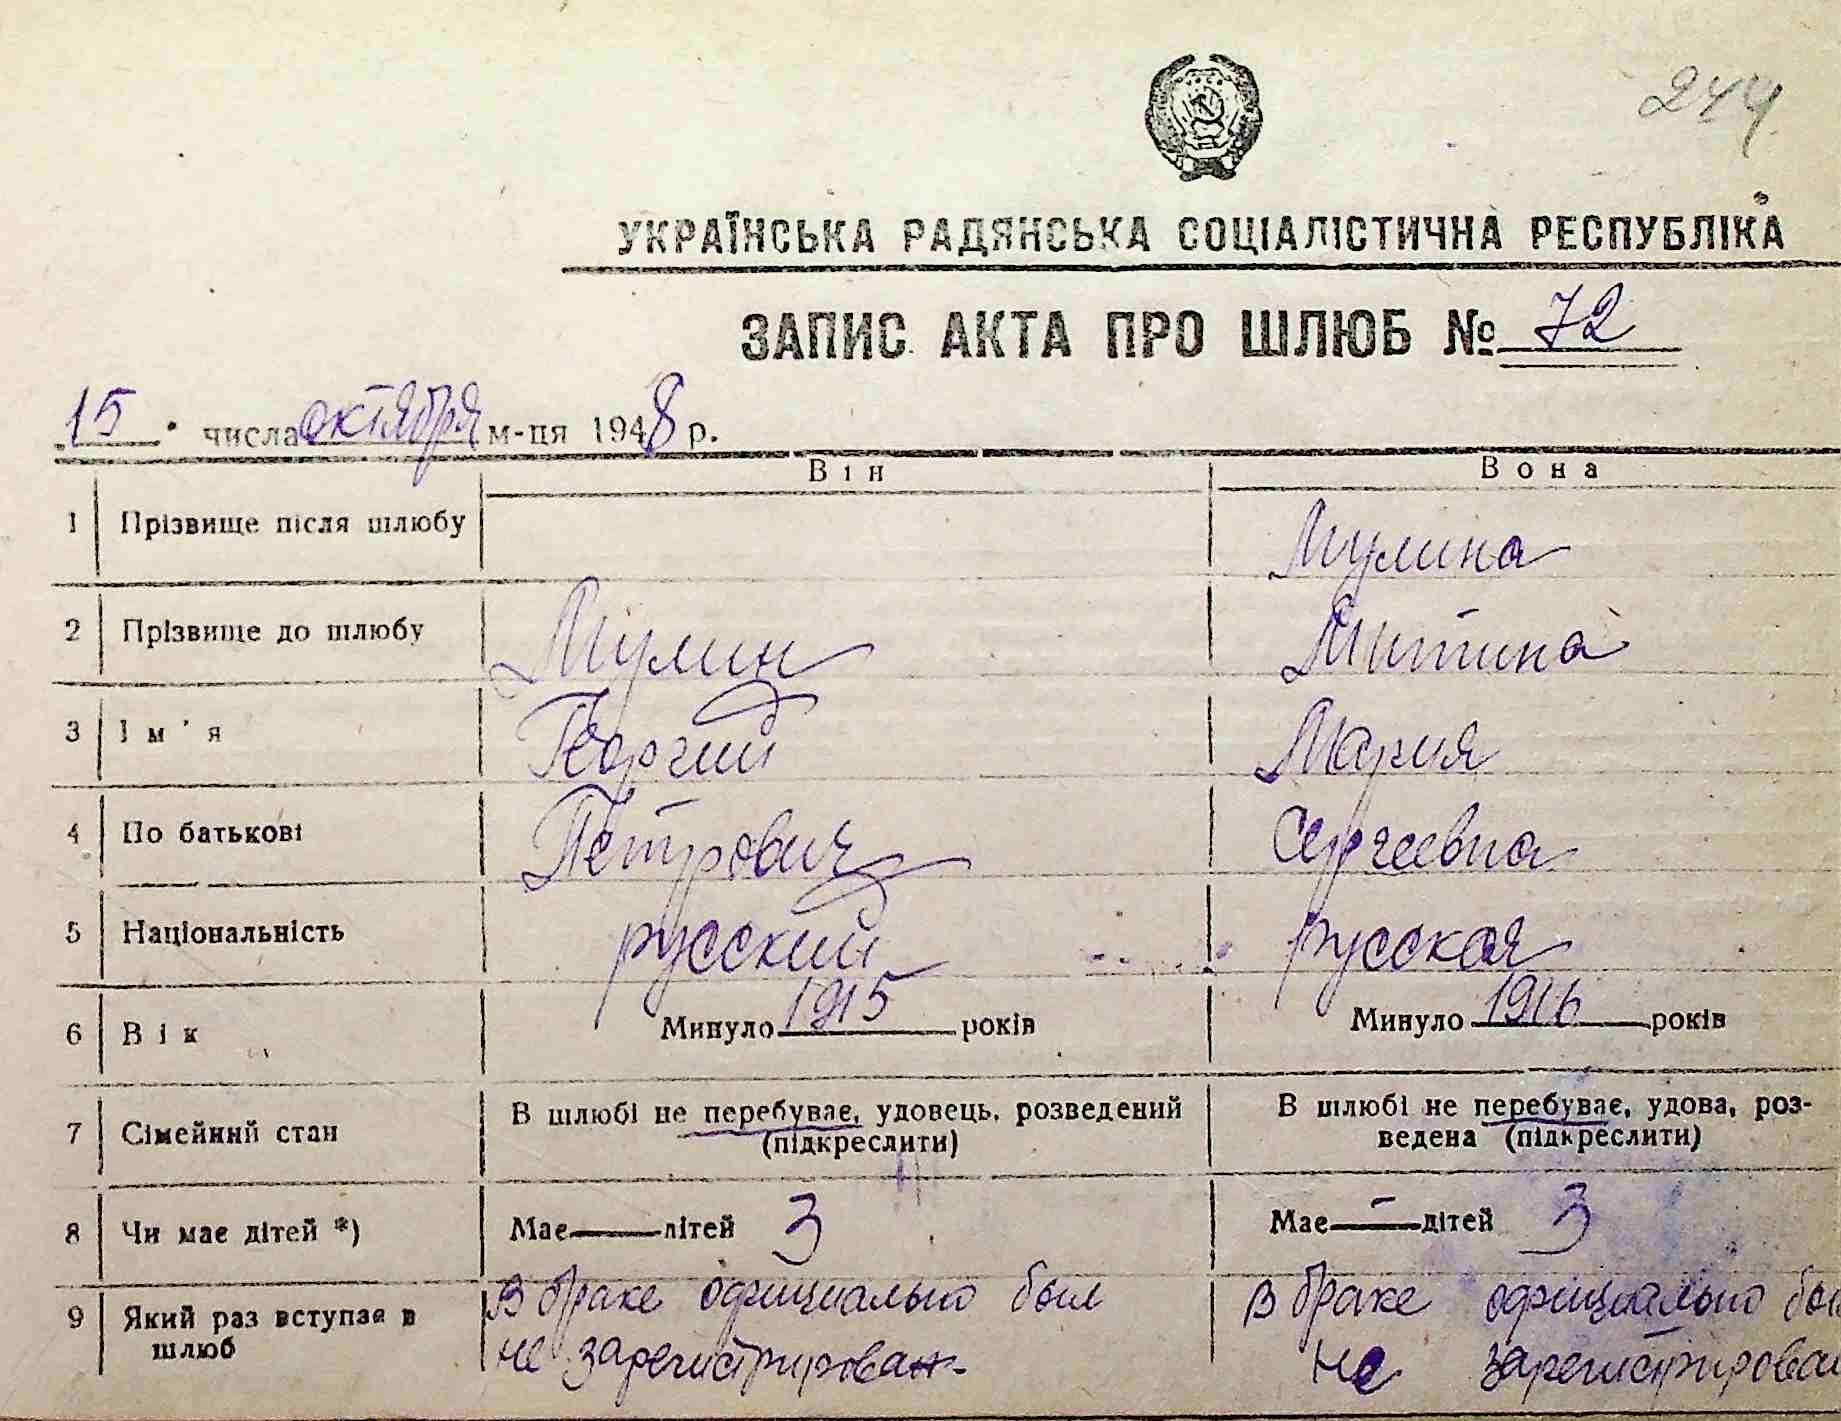 244
УКРАЇНСЬКА РАДЯНСЬКА СОЦІАЛІСТИЧНА РЕСПУБЛІКА
ЗАПИС АКТА ПРО ШЛЮБ № 72
15 числа октября м-ця 1948 р.
Він Вона
1 Прізвище після шлюбу Мулина
2 Прізвище до шлюбу Мулин Митина
3 Ім'я Георгий Мария
4 По батькові Петрович Сергеевна
5 Національність русский русская
6 Вік Минуло 1915 років Минуло 1916 років
7 Сімейний стан В шлюбі не перебуває, удовець, розведений В шлюбі не перебуває, удова, роз-
(підкреслити) ведена (підкреслити)
8 Чи має дітей *) Має — дітей 3 Має — дітей 3
9 Який раз вступає в В браке официально был В браке официально бы
шлюб не зарегистрирован не зарегистрирован